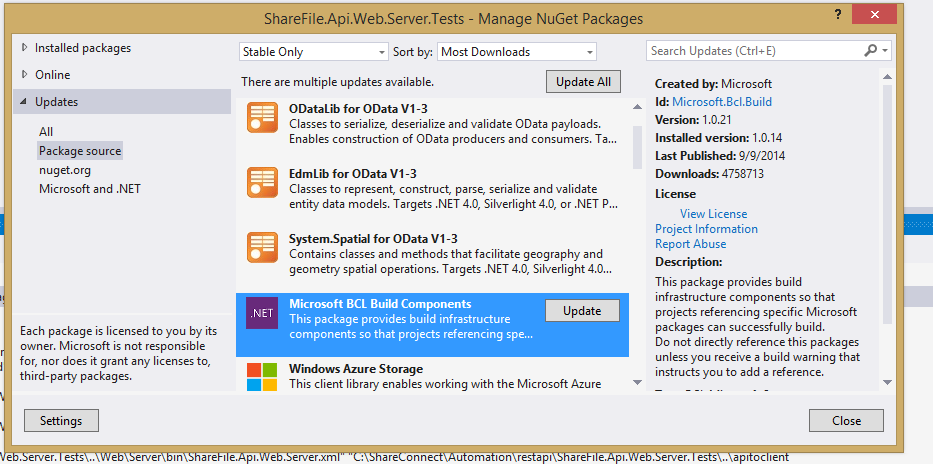 ShareFile.Api.Web.Server.Tests - Manage NuGet Packages
?
Installed packages
Online
Updates
All
Package source
nuget.org
Microsoft and .NET
Each package is licensed to you by its
owner. Microsoft is not responsible
for, nor does it grant any licenses to,
third-party packages.
Settings
Stable Only
Sort by:
Most Downloads
There are multiple updates available.
Update All
ODataLib for OData V1-3
Classes to serialize, deserialize and validate OData payloads.
Enables construction of OData producers and consumers. Ta...
EdmLib for OData V1-3
Classes to represent, construct, parse, serialize and validate
entity data models. Targets .NET 4.0, Silverlight 4.0, or .NET P...
System.Spatial for OData V1-3
Contains classes and methods that facilitate geography and
geometry spatial operations. Targets .NET 4.0, Silverlight 4.0...
.NET
Microsoft BCL Build Components
This package provides build infrastructure
components so that projects referencing spe...
Update
Windows Azure Storage
This client library enables working with the Microsoft Azure
Search Updates (Ctrl+E)
Created by: Microsoft
Id: Microsoft.Bcl.Build
Version: 1.0.21
Installed version: 1.0.14
Last Published: 9/9/2014
Downloads: 4758713
License
View License
Project Information
Report Abuse
Description:
This package provides build
infrastructure components so that
projects referencing specific Microsoft
packages can successfully build.
Do not directly reference this packages
unless you receive a build warning that
instructs you to add a reference.
Close
Web.Server.Tests\..\Web\Server\bin\ShareFile.Api.Web.Server.xml" "C:\ShareConnect\Automation\restapi\ShareFile.Api.Web.Server.Tests\..\apitoclient